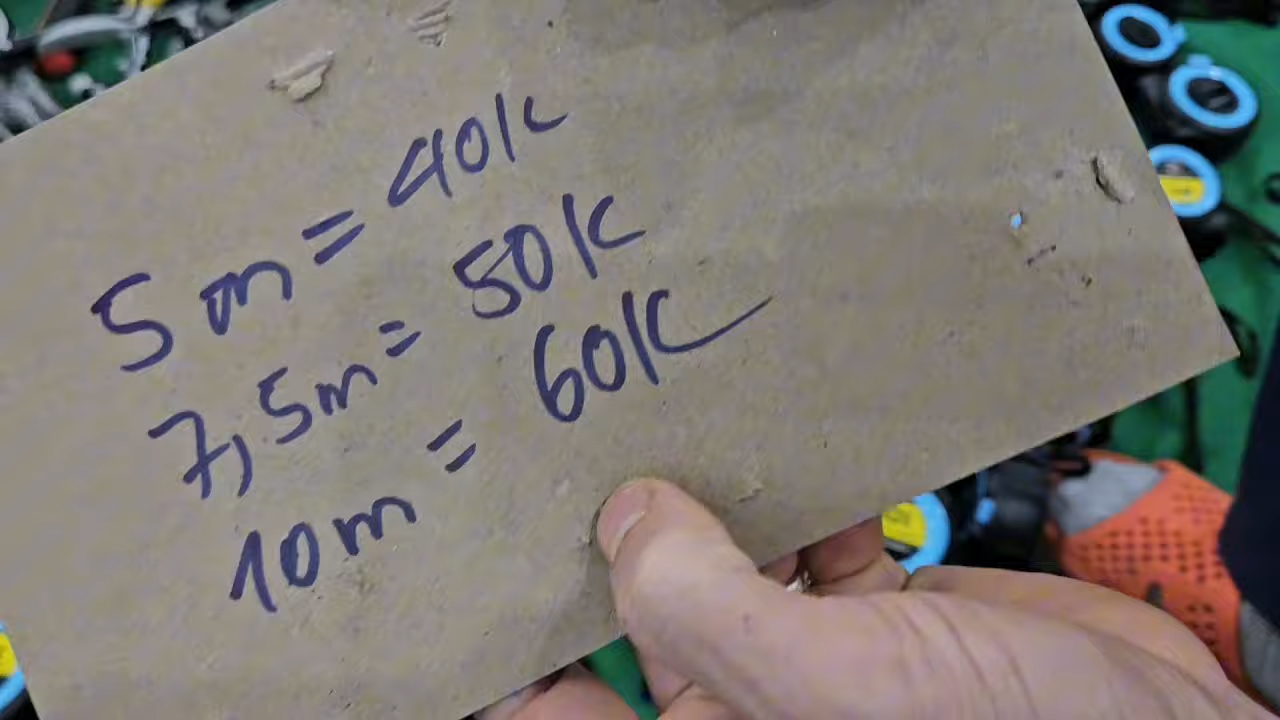 5m = 40K
7,5m = 50K
10m = 60K